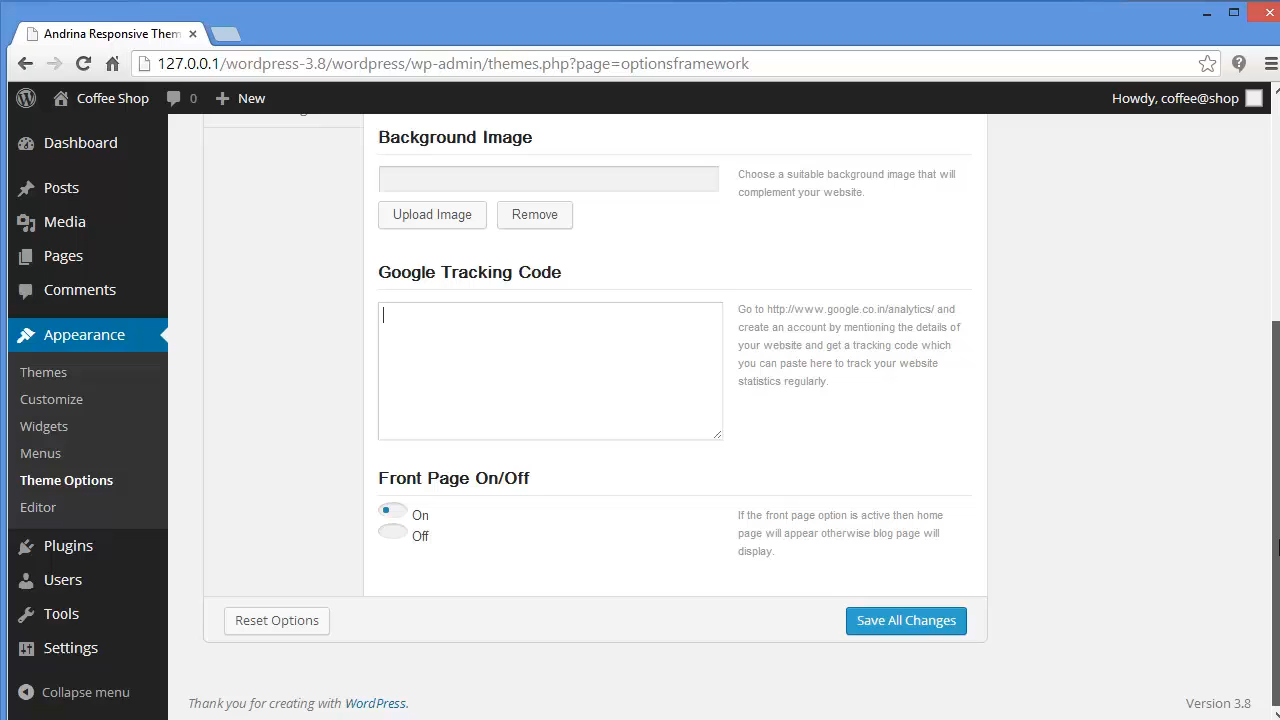 Andrina Responsive Them
127.0.0.1/wordpress-3.8/wordpress/wp-admin/themes.php?page=optionsframework
Coffee Shop 0 New Howdy, coffee@shop
Dashboard
Posts
Media
Pages
Comments
Appearance
Themes
Customize
Widgets
Menus
Theme Options
Editor
Plugins
Users
Tools
Settings
Collapse menu
Background Image
Choose a suitable background image that will
complement your website.
Upload Image Remove
Google Tracking Code
Go to http://www.google.co.in/analytics/ and
create an account by mentioning the details of
your website and get a tracking code which
you can paste here to track your website
statistics regularly.
Front Page On/Off
On
Off
If the front page option is active then home
page will appear otherwise blog page will
display.
Reset Options Save All Changes
Thank you for creating with WordPress. Version 3.8